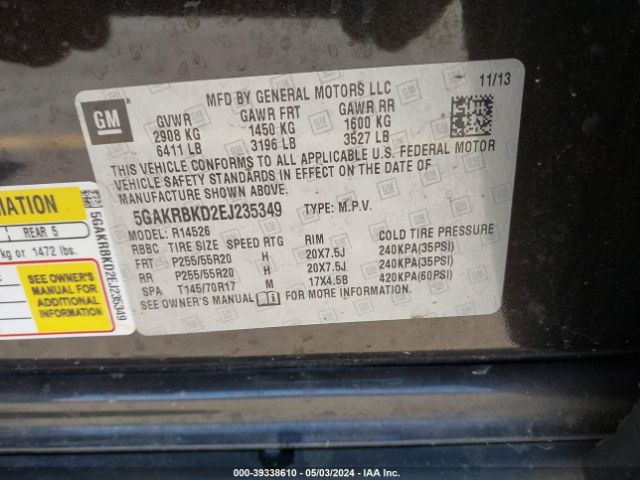 GM
MFD BY GENERAL MOTORS LLC
11/13
GVWR GAWR FRT GAWR RR
2908 KG 1450 KG 1600 KG
6411 LB 3196 LB 3527 LB
THIS VEHICLE CONFORMS TO ALL APPLICABLE U.S. FEDERAL MOTOR
VEHICLE SAFETY STANDARDS IN EFFECT ON THE DATE OF
MANUFACTURE SHOWN ABOVE.
5GAKRBKD2EJ235349 TYPE: M.P.V.
MODEL: R14526
RBBC TIRE SIZE SPEED RTG RIM COLD TIRE PRESSURE
FRT P255/55R20 H 20X7.5J 240KPA(35PSI)
RR P255/55R20 H 20X7.5J 240KPA(35PSI)
SPA T145/70R17 M 17X4.5B 420KPA(60PSI)
SEE OWNER'S MANUAL FOR MORE INFORMATION.
REAR 5
kg or 1472 lbs.
SEE OWNER'S
MANUAL FOR
ADDITIONAL
INFORMATION
5GAKRBKD2EJ235349
000-39338610 | 05/03/2024 | IAA Inc.